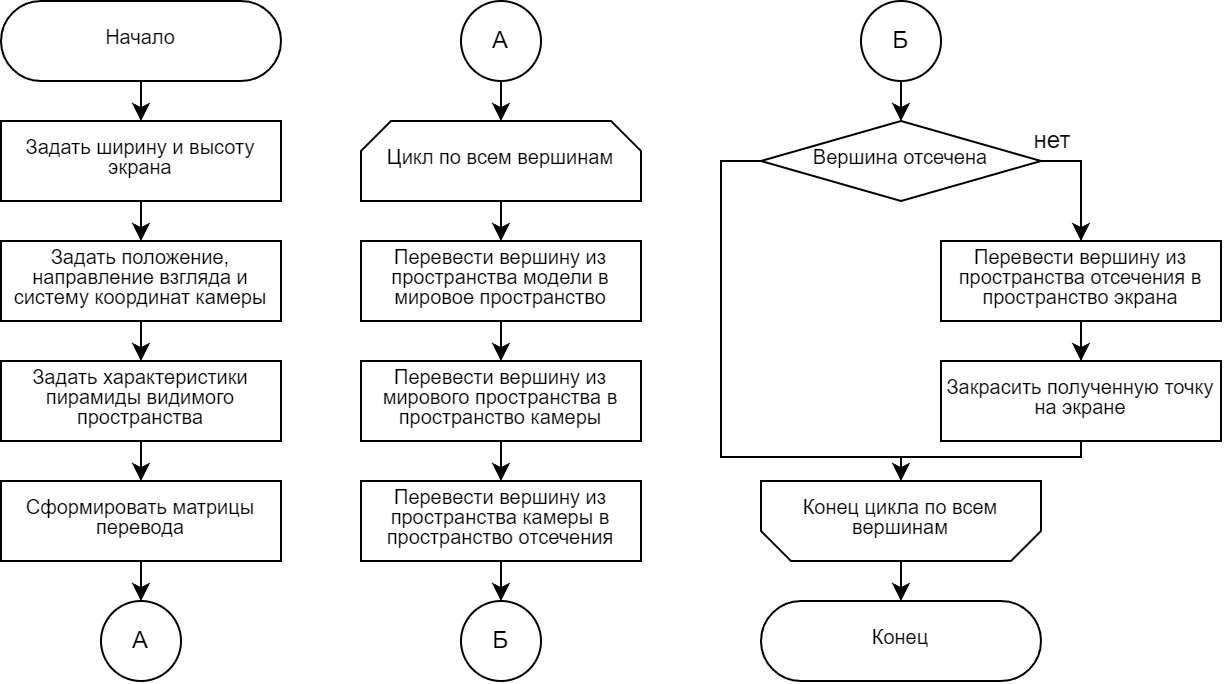 Начало
Задать ширину и высоту
экрана
Задать положение,
направление взгляда и
систему координат камеры
Задать характеристики
пирамиды видимого
пространства
Сформировать матрицы
перевода
А
А
Цикл по всем вершинам
Перевести вершину из
пространства модели в
мировое пространство
Перевести вершину из
мирового пространства в
пространство камеры
Перевести вершину из
пространства камеры в
пространство отсечения
Б
Б
Вершина отсечена
нет
Перевести вершину из
пространства отсечения в
пространство экрана
Закрасить полученную точку
на экране
Конец цикла по всем
вершинам
Конец